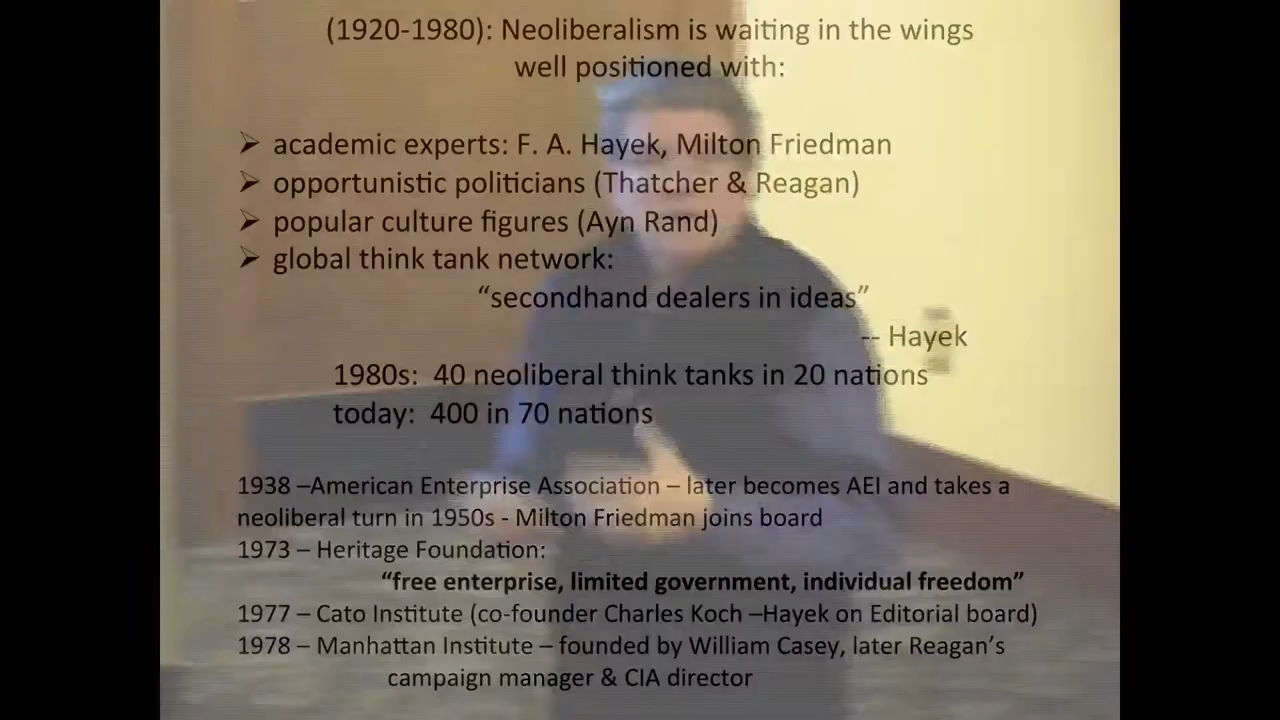 (1920-1980): Neoliberalism is waiting in the wings
well positioned with:
➢ academic experts: F. A. Hayek, Milton Friedman
➢ opportunistic politicians (Thatcher & Reagan)
➢ popular culture figures (Ayn Rand)
➢ global think tank network:
“secondhand dealers in ideas”
-- Hayek
1980s: 40 neoliberal think tanks in 20 nations
today: 400 in 70 nations
1938 –American Enterprise Association – later becomes AEI and takes a
neoliberal turn in 1950s - Milton Friedman joins board
1973 – Heritage Foundation:
“free enterprise, limited government, individual freedom”
1977 – Cato Institute (co-founder Charles Koch –Hayek on Editorial board)
1978 – Manhattan Institute – founded by William Casey, later Reagan’s
campaign manager & CIA director